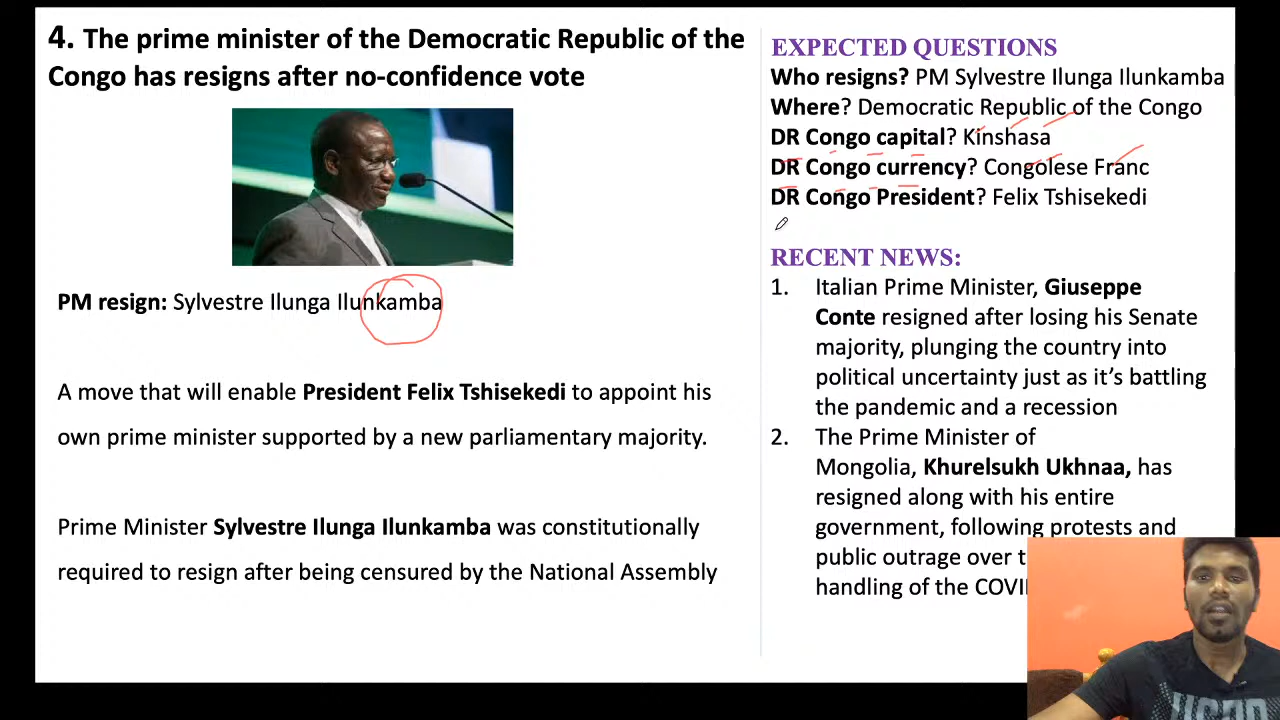 4. The prime minister of the Democratic Republic of the
Congo has resigns after no-confidence vote
PM resign: Sylvestre Ilunga Ilunkamba
A move that will enable President Felix Tshisekedi to appoint his
own prime minister supported by a new parliamentary majority.
Prime Minister Sylvestre Ilunga Ilunkamba was constitutionally
required to resign after being censured by the National Assembly
EXPECTED QUESTIONS
Who resigns? PM Sylvestre Ilunga Ilunkamba
Where? Democratic Republic of the Congo
DR Congo capital? Kinshasa
DR Congo currency? Congolese Franc
DR Congo President? Felix Tshisekedi
RECENT NEWS:
1. Italian Prime Minister, Giuseppe
Conte resigned after losing his Senate
majority, plunging the country into
political uncertainty just as it’s battling
the pandemic and a recession
2. The Prime Minister of
Mongolia, Khurelsukh Ukhnaa, has
resigned along with his entire
government, following protests and
public outrage over
handling of the